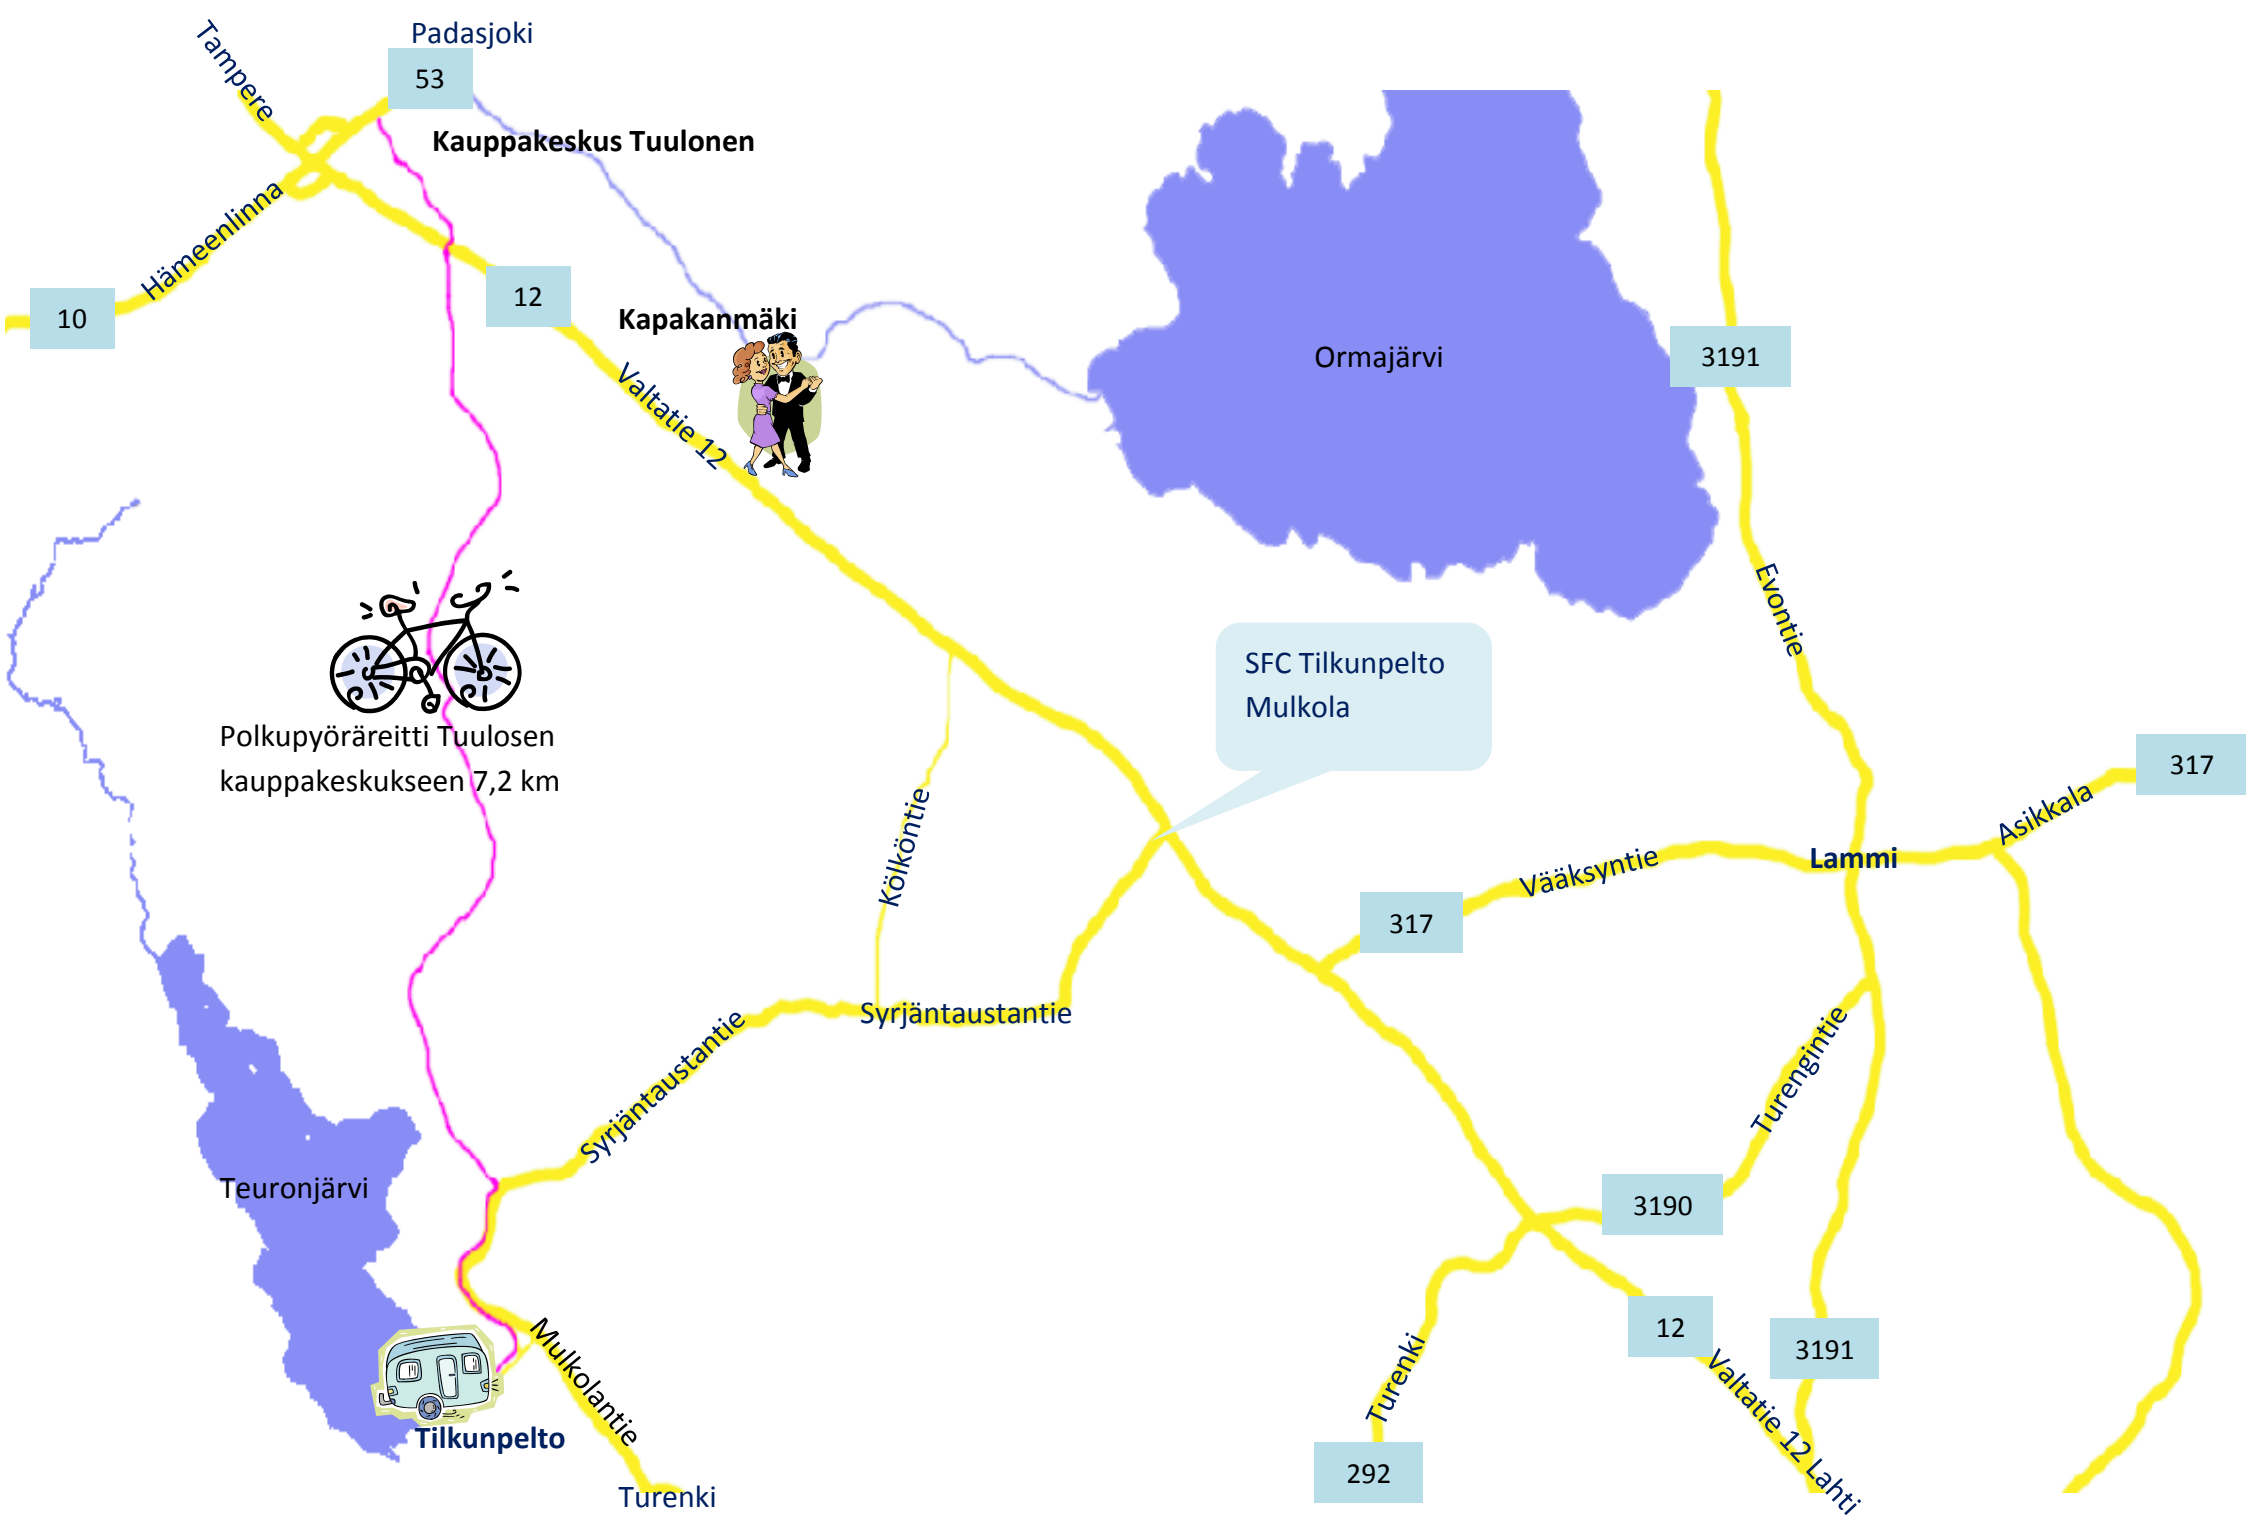 Padasjoki
Tampere
53
Kauppakeskus Tuulonen
Hämeenlinna
10
12
Kapakanmäki
Valtatie 12
Ormajärvi
3191
Evontie
SFC Tilkunpelto
Mulkola
Polkupyöräreitti Tuulosen
kauppakeskukseen 7,2 km
317
Asikkala
Kölköntie
Vääksyntie
Lammi
317
Syrjäntaustantie
Syrjäntaustantie
Turengintie
Teuronjärvi
3190
12
3191
Mulkolantie
Turenki
Valtatie 12 Lahti
Tilkunpelto
292
Turenki